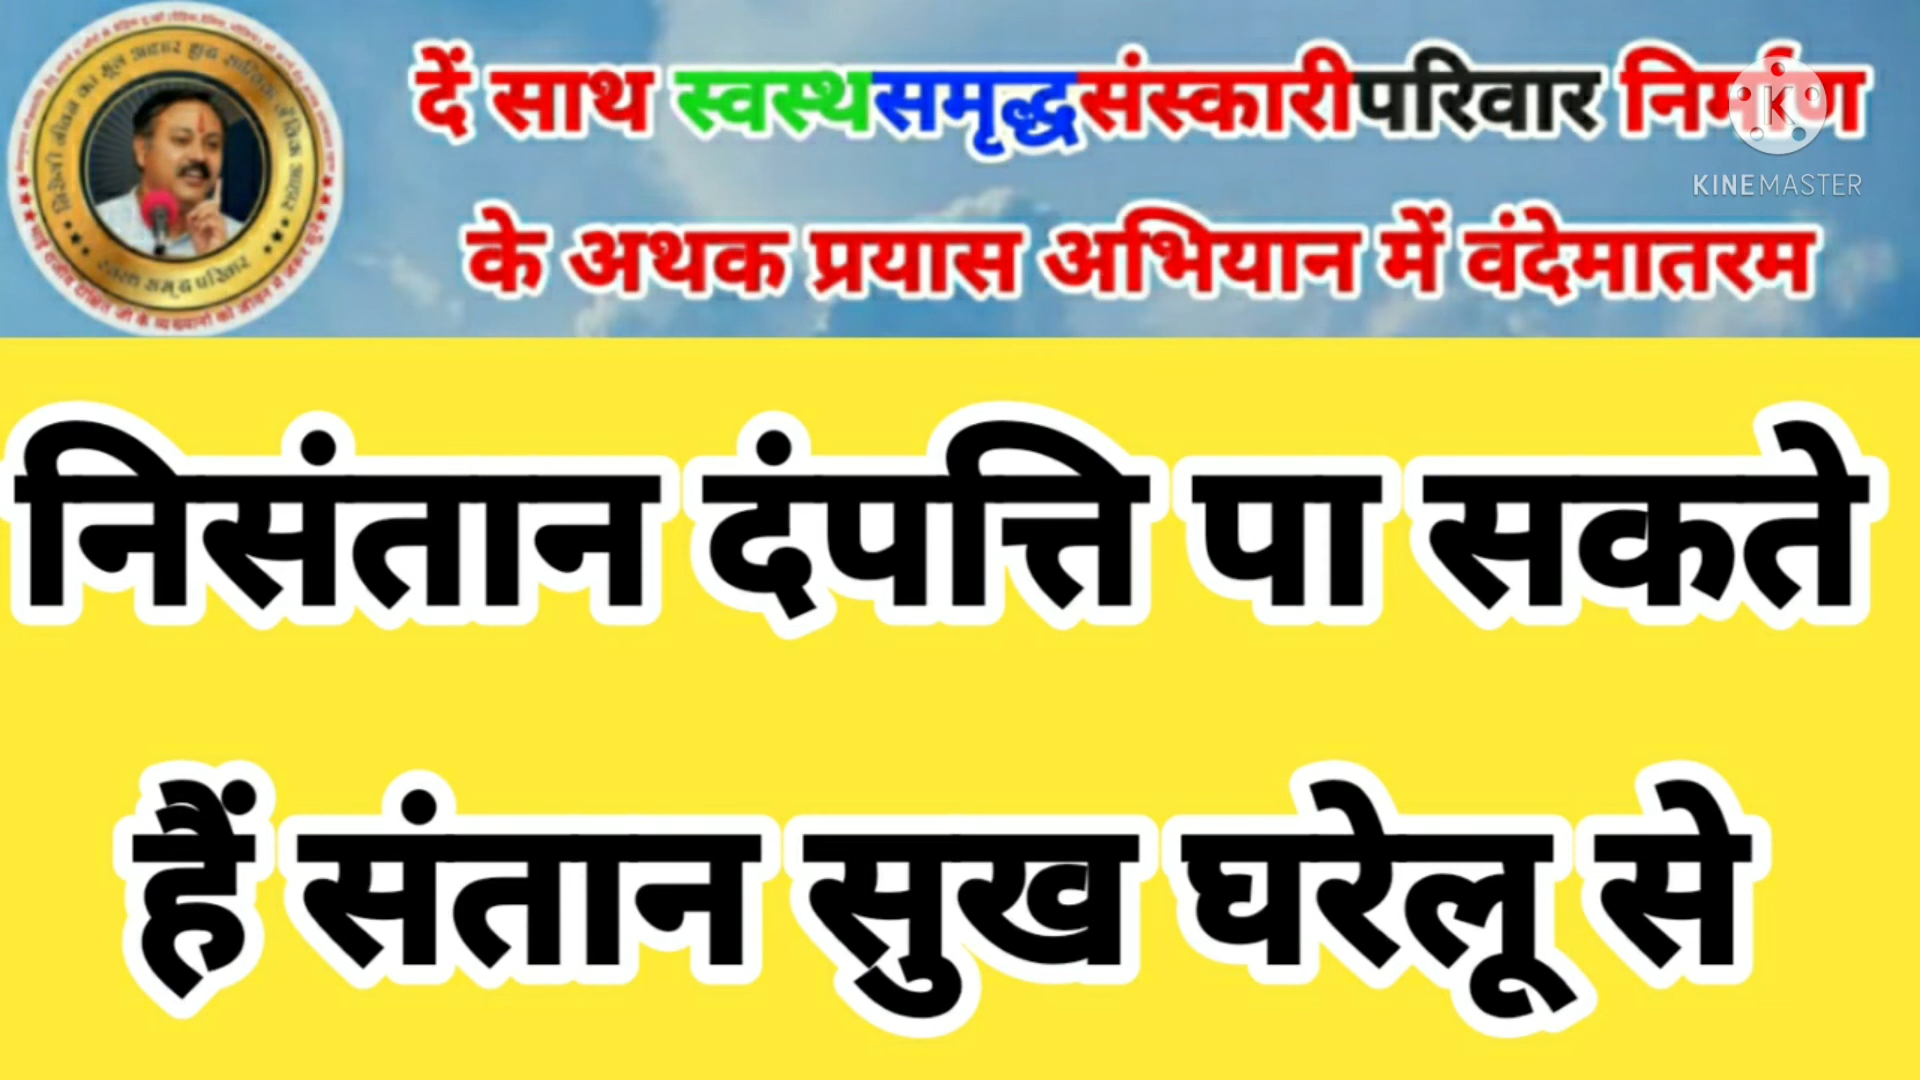 दें साथ स्वस्थसमृद्धसंस्कारीपरिवार निर्माण
KINEMASTER
के अथक प्रयास अभियान में वंदेमातरम
निसंतान दंपत्ति पा सकते
हैं संतान सुख घरेलू से